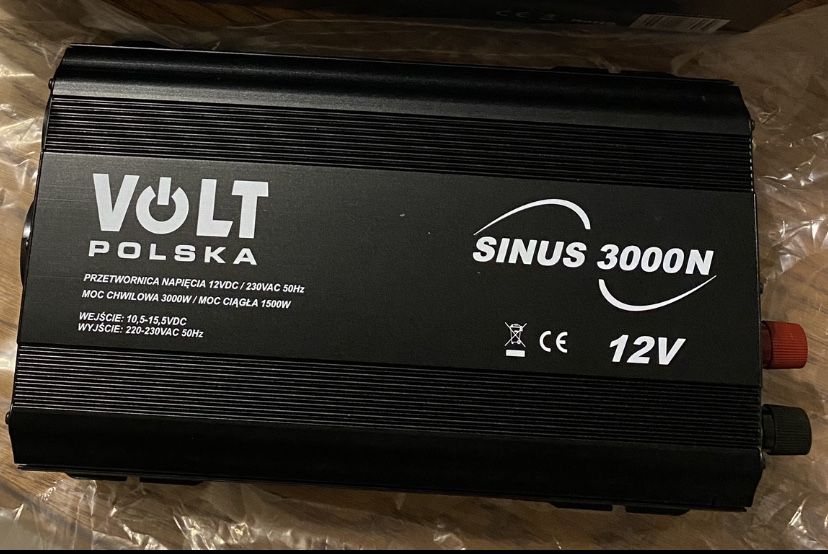 VOLT
POLSKA
PRZETWORNICA NAPIĘCIA 12VDC / 230VAC 50Hz
MOC CHWILOWA 3000W / MOC CIĄGŁA 1500W
WEJŚCIE: 10,5-15,5VDC
WYJŚCIE: 220-230VAC 50Hz
SINUS 3000N
CE
12V